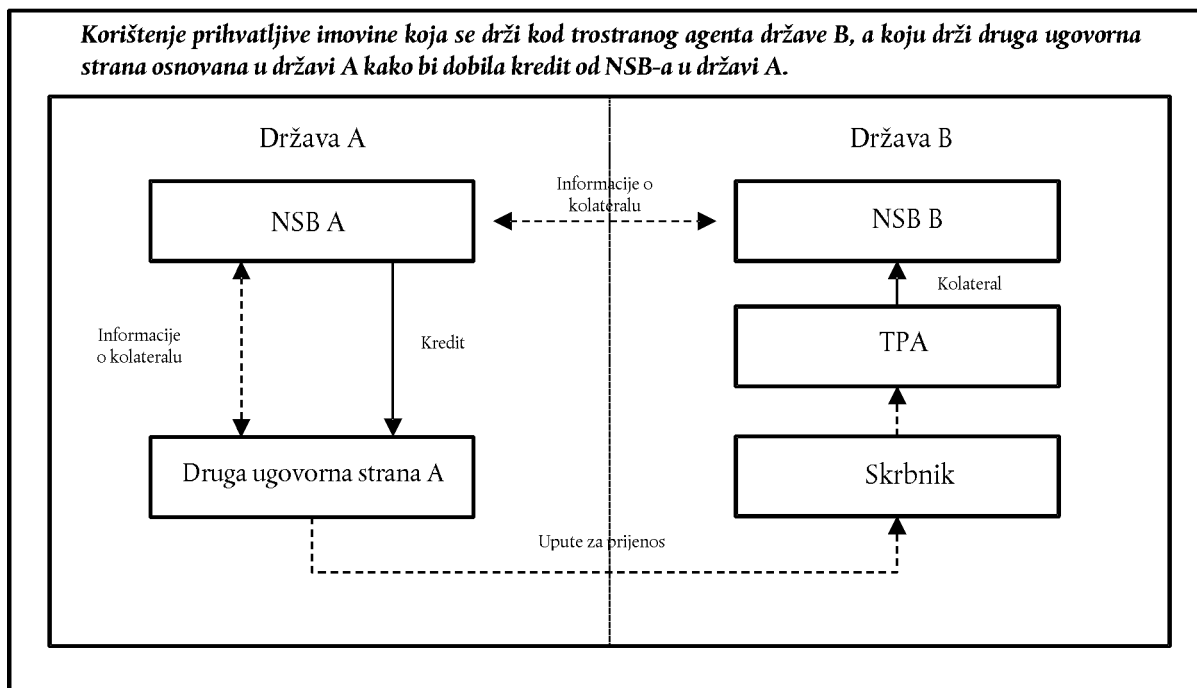 Korištenje prihvatljive imovine koja se drži kod trostranog agenta države B, a koju drži druga ugovorna
strana osnovana u državi A kako bi dobila kredit od NSB-a u državi A.
Država A
Država B
NSB A
Informacije o
kolateralu
NSB B
Kolateral
Informacije
o kolateralu
Kredit
TPA
Druga ugovorna strana A
Skrbnik
Upute za prijenos